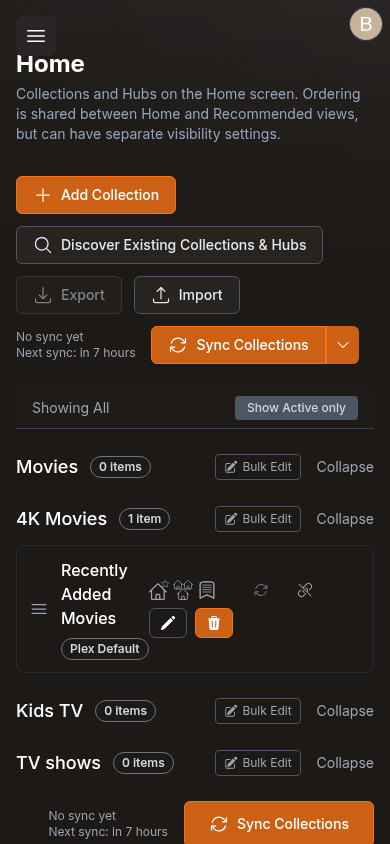 B
Home
Collections and Hubs on the Home screen. Ordering
is shared between Home and Recommended views,
but can have separate visibility settings.
Add Collection
Discover Existing Collections & Hubs
Export
Import
No sync yet
Next sync: in 7 hours
Sync Collections
Showing All
Show Active only
Movies
0 items
Bulk Edit
Collapse
4K Movies
1 item
Bulk Edit
Collapse
Recently
Added
Movies
Plex Default
Kids TV
0 items
Bulk Edit
Collapse
TV shows
0 items
Bulk Edit
Collapse
No sync yet
Next sync: in 7 hours
Sync Collections